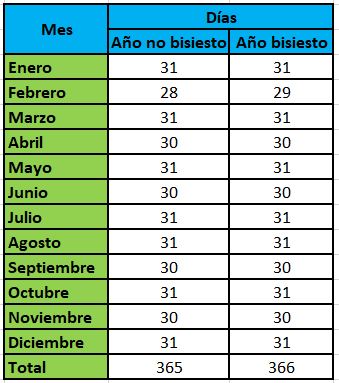 Mes Días
Año no bisiesto Año bisiesto
Enero 31 31
Febrero 28 29
Marzo 31 31
Abril 30 30
Mayo 31 31
Junio 30 30
Julio 31 31
Agosto 31 31
Septiembre 30 30
Octubre 31 31
Noviembre 30 30
Diciembre 31 31
Total 365 366